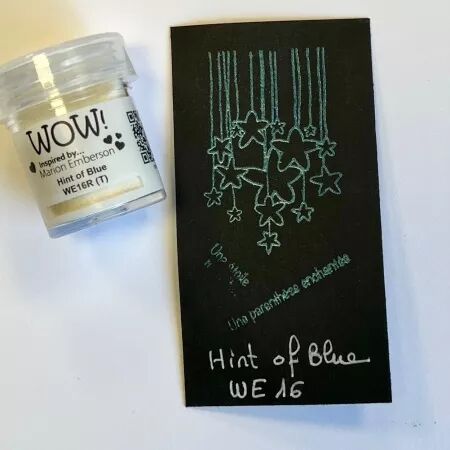 WOW!
Inspired by...
Marion Emberson
Hint of Blue
WE16R (T)
Une étoile
Une parenthèse enchantée
Hint of Blue
WE 16